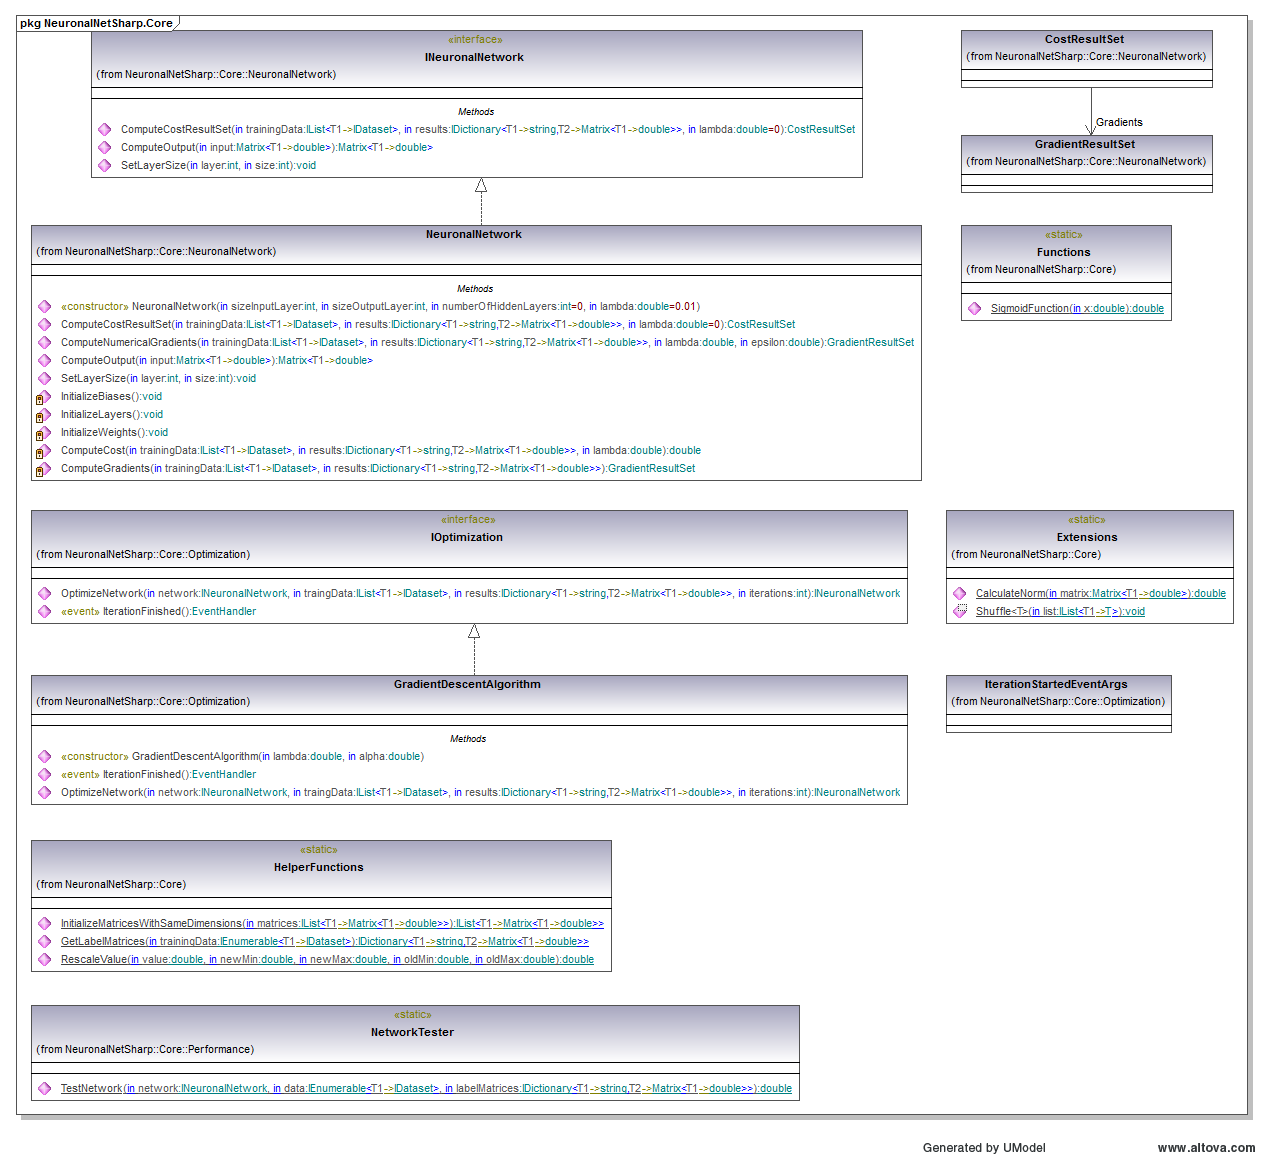 pkg NeuronalNetSharp.Core
«interface»
INeuronalNetwork
(from NeuronalNetSharp::Core::NeuronalNetwork)
Methods
ComputeCostResultSet(in trainingData:IList<T1->IDataset>, in results:IDictionary<T1->string,T2->Matrix<T1->double>>, in lambda:double=0):CostResultSet
ComputeOutput(in input:Matrix<T1->double>):Matrix<T1->double>
SetLayerSize(in layer:int, in size:int):void
CostResultSet
(from NeuronalNetSharp::Core::NeuronalNetwork)
Gradients
GradientResultSet
(from NeuronalNetSharp::Core::NeuronalNetwork)
NeuronalNetwork
(from NeuronalNetSharp::Core::NeuronalNetwork)
Methods
«constructor» NeuronalNetwork(in sizeInputLayer:int, in sizeOutputLayer:int, in numberOfHiddenLayers:int=0, in lambda:double=0.01)
ComputeCostResultSet(in trainingData:IList<T1->IDataset>, in results:IDictionary<T1->string,T2->Matrix<T1->double>>, in lambda:double=0):CostResultSet
ComputeNumericalGradients(in trainingData:IList<T1->IDataset>, in results:IDictionary<T1->string,T2->Matrix<T1->double>>, in lambda:double, in epsilon:double):GradientResultSet
ComputeOutput(in input:Matrix<T1->double>):Matrix<T1->double>
SetLayerSize(in layer:int, in size:int):void
InitializeBiases():void
InitializeLayers():void
InitializeWeights():void
ComputeCost(in trainingData:IList<T1->IDataset>, in results:IDictionary<T1->string,T2->Matrix<T1->double>>, in lambda:double):double
ComputeGradients(in trainingData:IList<T1->IDataset>, in results:IDictionary<T1->string,T2->Matrix<T1->double>>):GradientResultSet
«static»
Functions
(from NeuronalNetSharp::Core)
SigmoidFunction(in x:double):double
«interface»
IOptimization
(from NeuronalNetSharp::Core::Optimization)
OptimizeNetwork(in network:INeuronalNetwork, in traingData:IList<T1->IDataset>, in results:IDictionary<T1->string,T2->Matrix<T1->double>>, in iterations:int):INeuronalNetwork
«event» IterationFinished():EventHandler
«static»
Extensions
(from NeuronalNetSharp::Core)
CalculateNorm(in matrix:Matrix<T1->double>):double
Shuffle<T>(in list:IList<T1->T>):void
GradientDescentAlgorithm
(from NeuronalNetSharp::Core::Optimization)
Methods
«constructor» GradientDescentAlgorithm(in lambda:double, in alpha:double)
«event» IterationFinished():EventHandler
OptimizeNetwork(in network:INeuronalNetwork, in traingData:IList<T1->IDataset>, in results:IDictionary<T1->string,T2->Matrix<T1->double>>, in iterations:int):INeuronalNetwork
IterationStartedEventArgs
(from NeuronalNetSharp::Core::Optimization)
«static»
HelperFunctions
(from NeuronalNetSharp::Core)
InitializeMatricesWithSameDimensions(in matrices:IList<T1->Matrix<T1->double>>):IList<T1->Matrix<T1->double>>
GetLabelMatrices(in trainingData:IEnumerable<T1->IDataset>):IDictionary<T1->string,T2->Matrix<T1->double>>
RescaleValue(in value:double, in newMin:double, in newMax:double, in oldMin:double, in oldMax:double):double
«static»
NetworkTester
(from NeuronalNetSharp::Core::Performance)
TestNetwork(in network:INeuronalNetwork, in data:IEnumerable<T1->IDataset>, in labelMatrices:IDictionary<T1->string,T2->Matrix<T1->double>>):double
Generated by UModel
www.altova.com